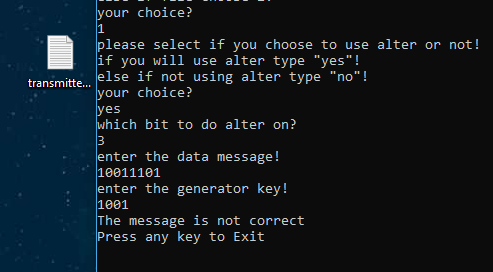 your choice?
1
please select if you choose to use alter or not!
if you will use alter type "yes"!
else if not using alter type "no"!
your choice?
yes
which bit to do alter on?
3
enter the data message!
10011101
enter the generator key!
1001
The message is not correct
Press any key to Exit
transmitte...